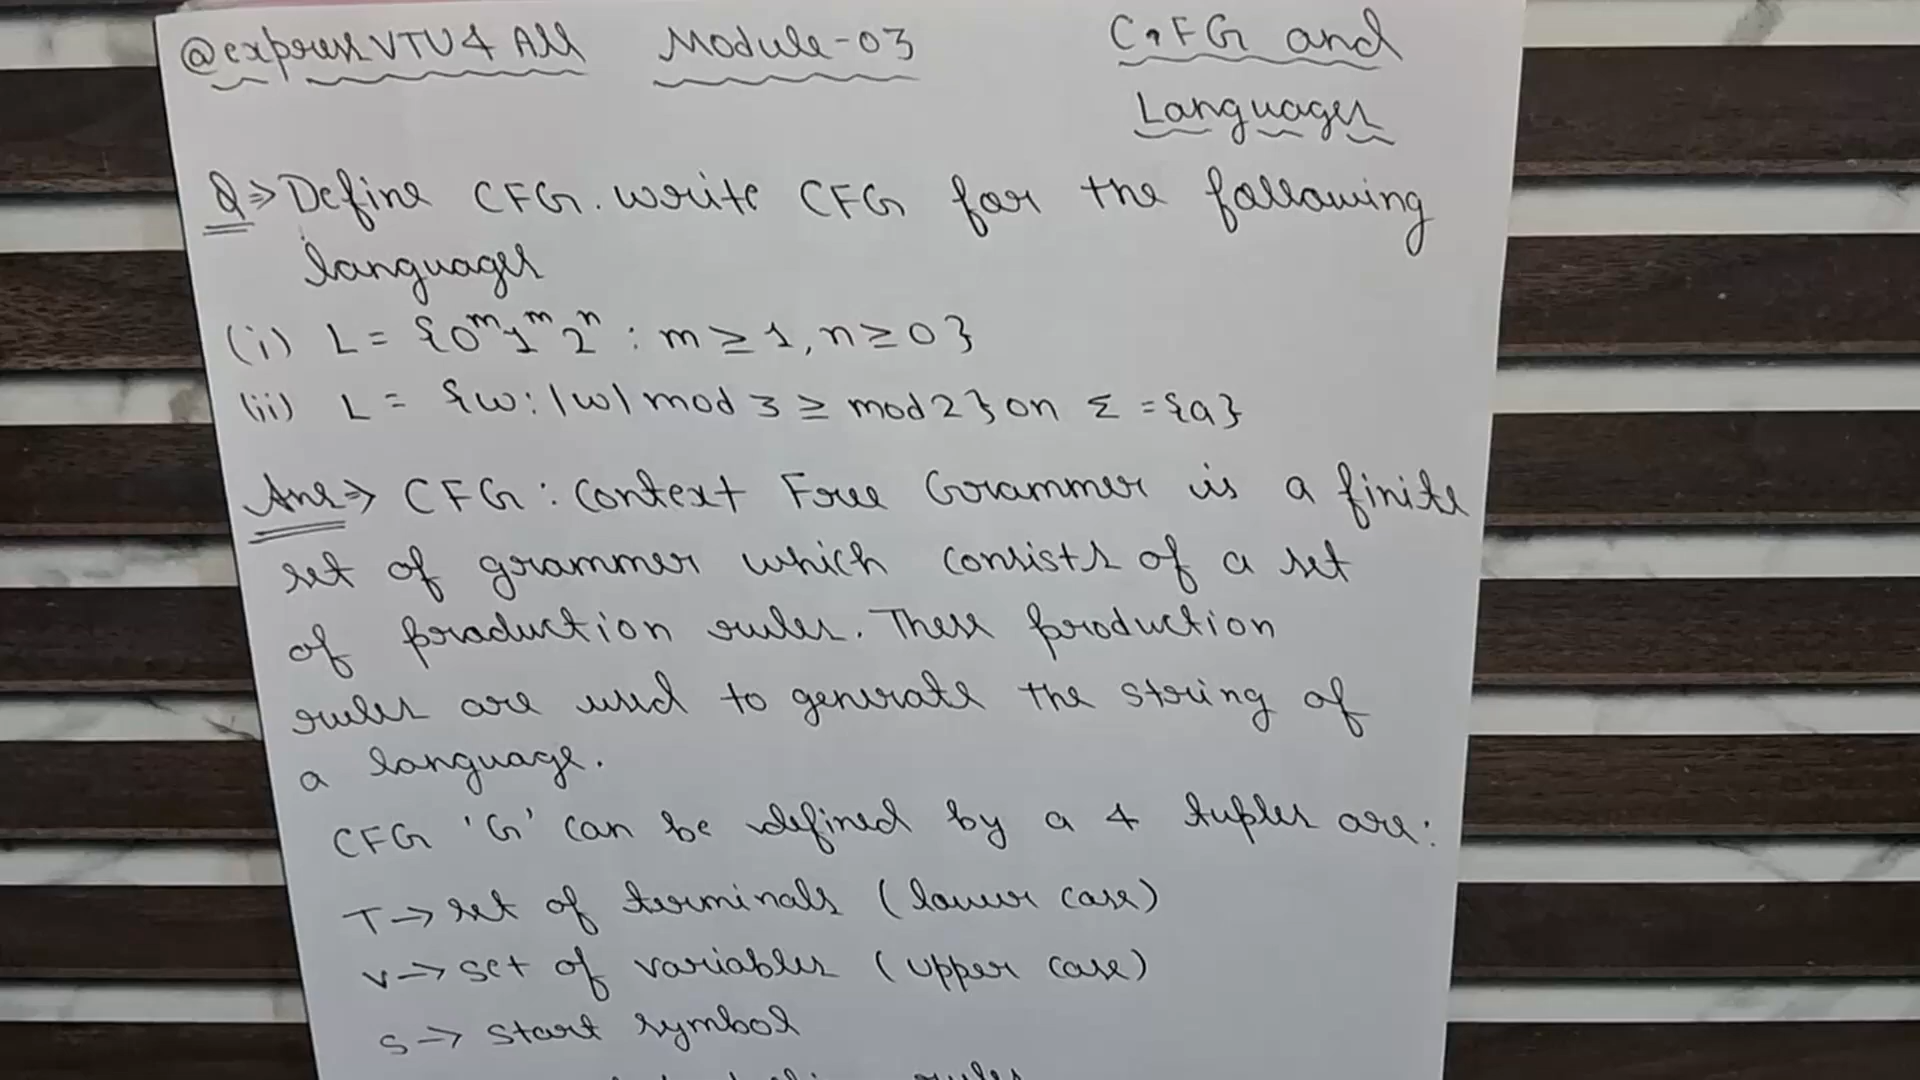 @expressVTU4All Module-03 CFG and
Languages
Q⇒ Define CFG. write CFG for the following
languages
(i) L = {0^m 1^m 2^n : m ≥ 1, n ≥ 0}
(ii) L = {w : |w| mod 3 ≥ mod 2} on Σ = {a}
Ans⇒ CFG : Context Free Grammer is a finite
set of grammer which consists of a set
of production rules. These production
rules are used to generate the string of
a language.
CFG 'G' can be defined by a 4 tuples are:
T → set of terminals (lower case)
V → set of variables (upper case)
S → start symbol
rules